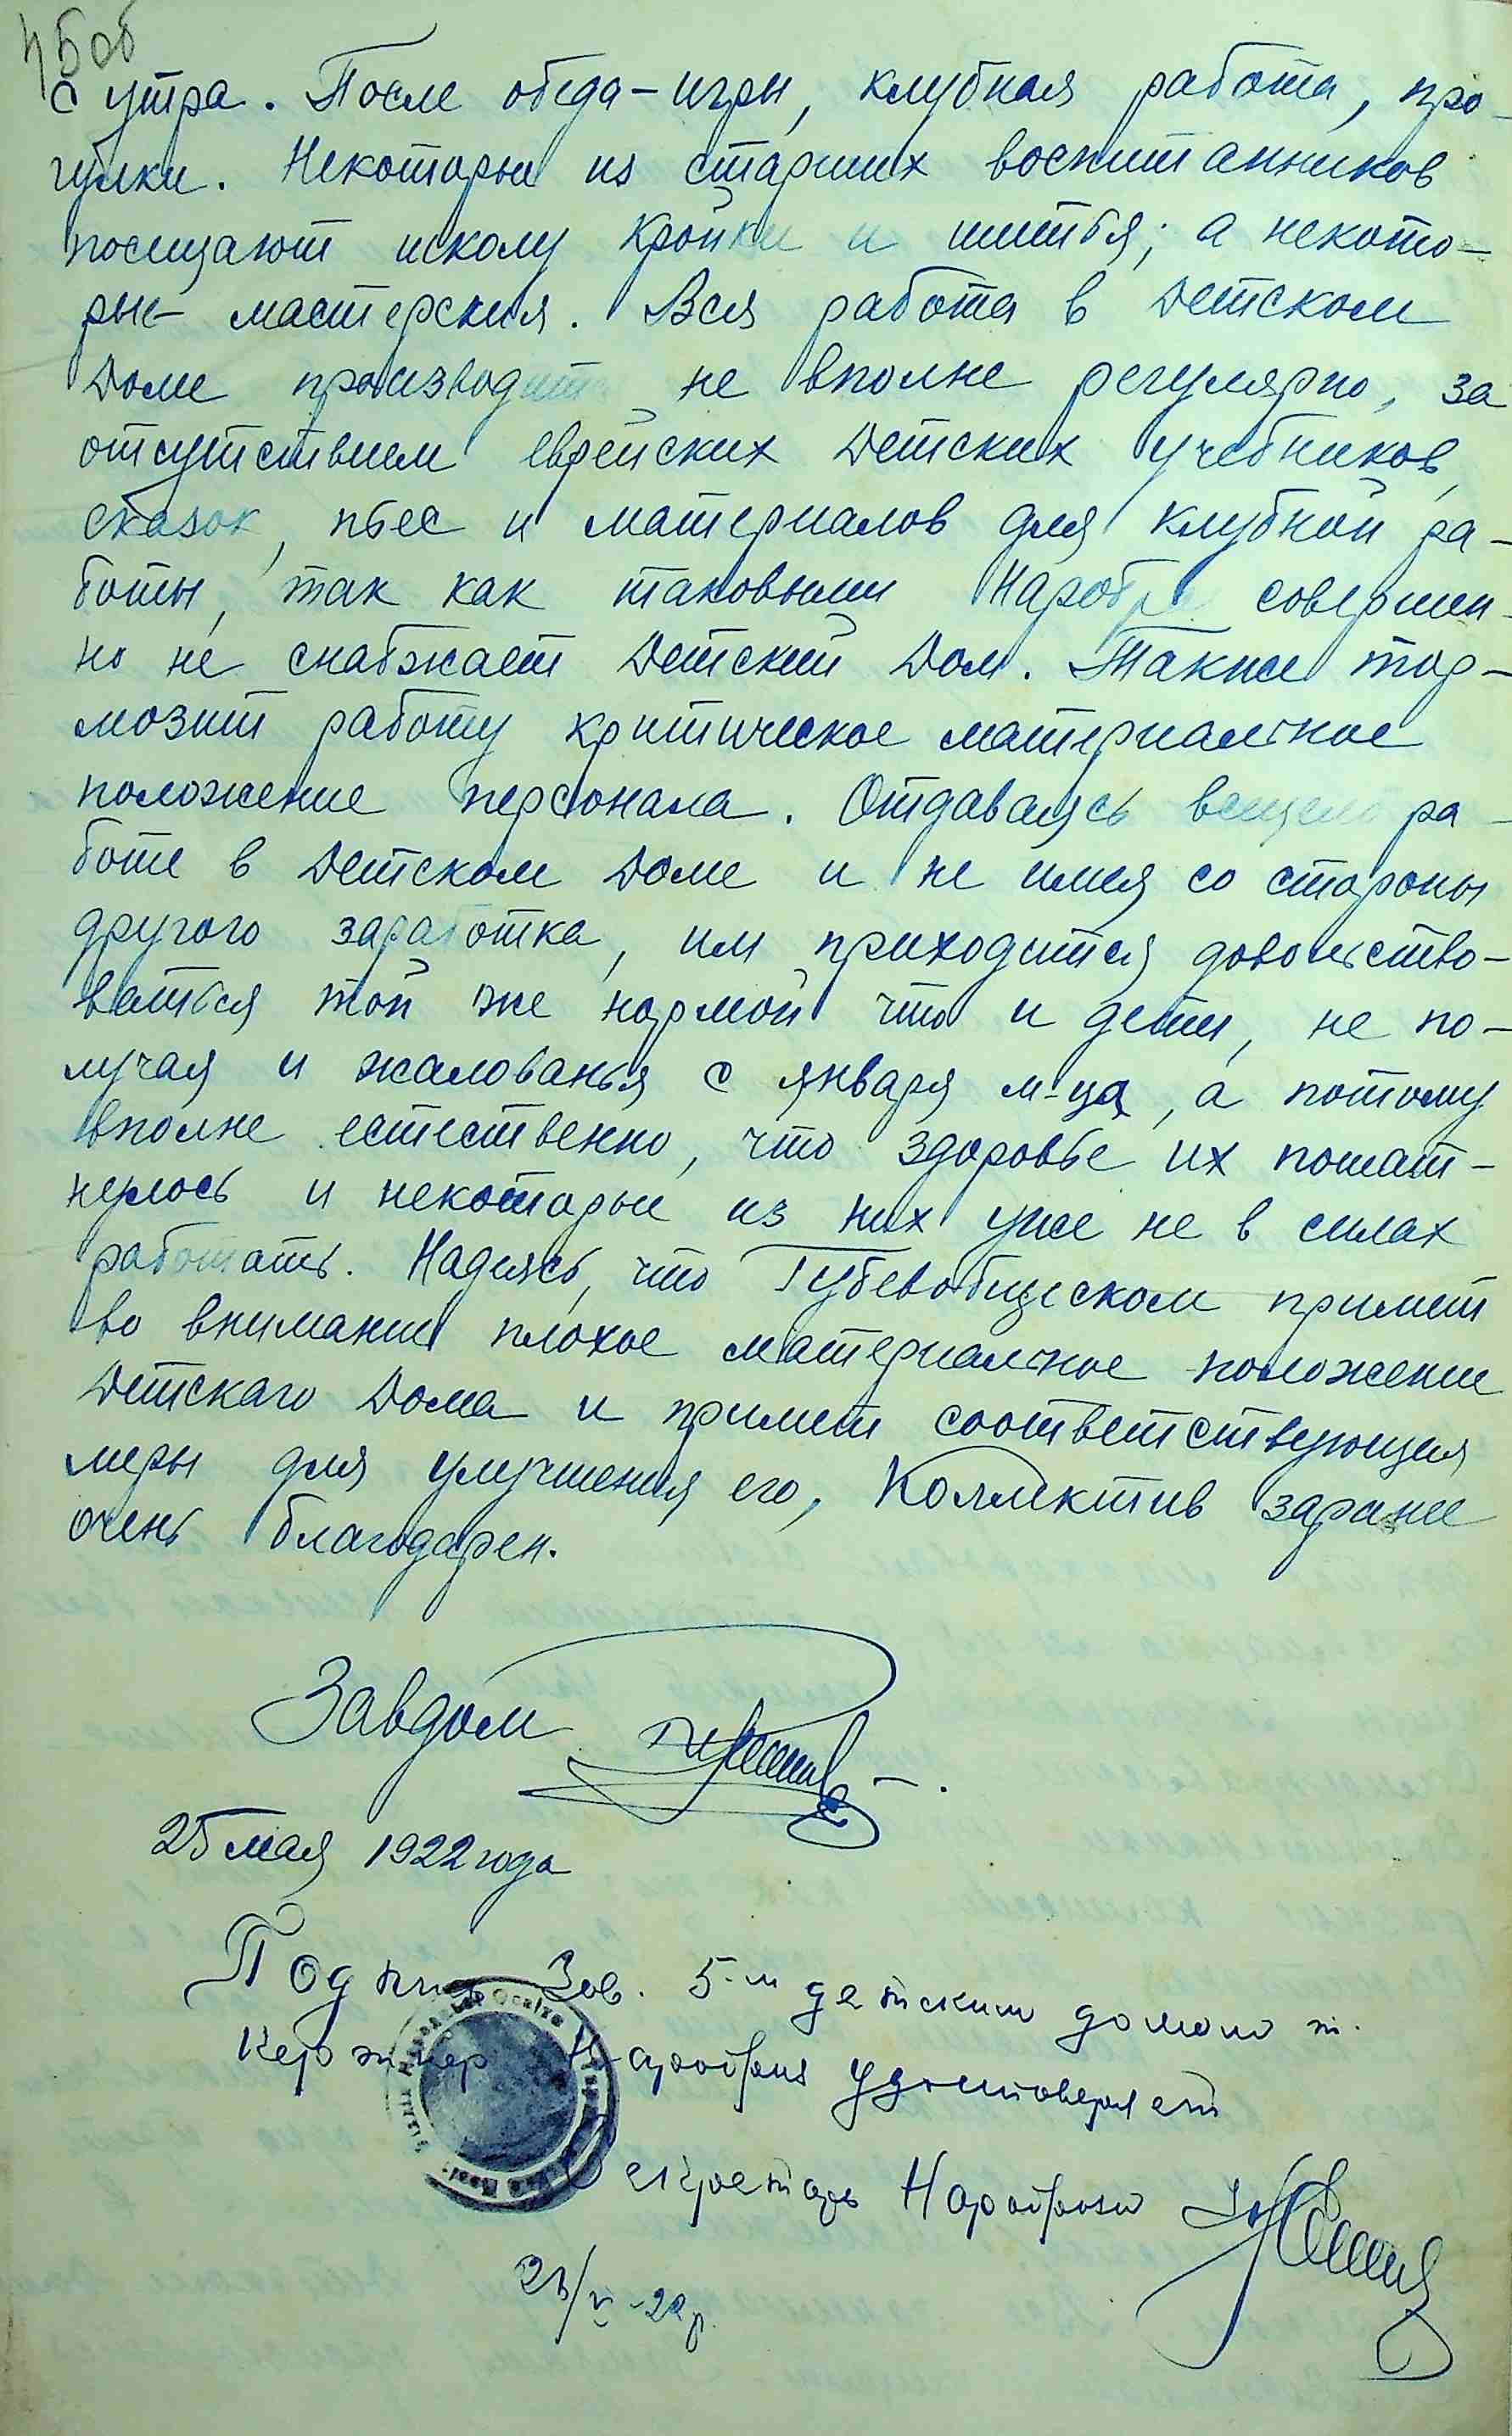 45об
с утра. После обеда – игры, клубная работа, про-
гулки. Некоторые из старших воспитанников
посещают школу кройки и шитья; а некото-
рые – мастерския. Вся работа в Детском
Доме производит не вполне регулярно, за
отсутствием еврейских детских учебников,
сказок, пьес и материалов для клубной ра-
боты, так как таковыми Наробр совершен-
но не снабжает Детский Дом. Также тор-
мозит работу критическое материальное
положение персонала. Отдаваясь всецело ра-
боте в Детском Доме и не имея со стороны
другого заработка, им приходится довольство-
ваться той же нормой что и дети, не по-
лучая и жалованья с января м-ца, а потому
вполне естественно, что здоровье их пошат-
нулось и некоторые из них уже не в силах
работать. Надеясь, что Губевобщеском примет
во внимание плохое материальное положение
Детскаго Дома и примет соответствующия
меры для улучшения его, Коллектив заранее
очень благодарен.
Завдом
25 мая 1922 года
Подпись Зав. 5-м детским домом т.
Наробраз удостоверяет
Секретарь Наробраза